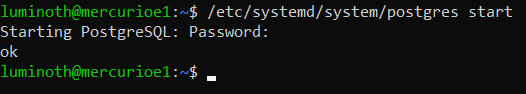 luminoth@mercurioe1:~$ /etc/systemd/system/postgres start
Starting PostgreSQL: Password:
ok
luminoth@mercurioe1:~$